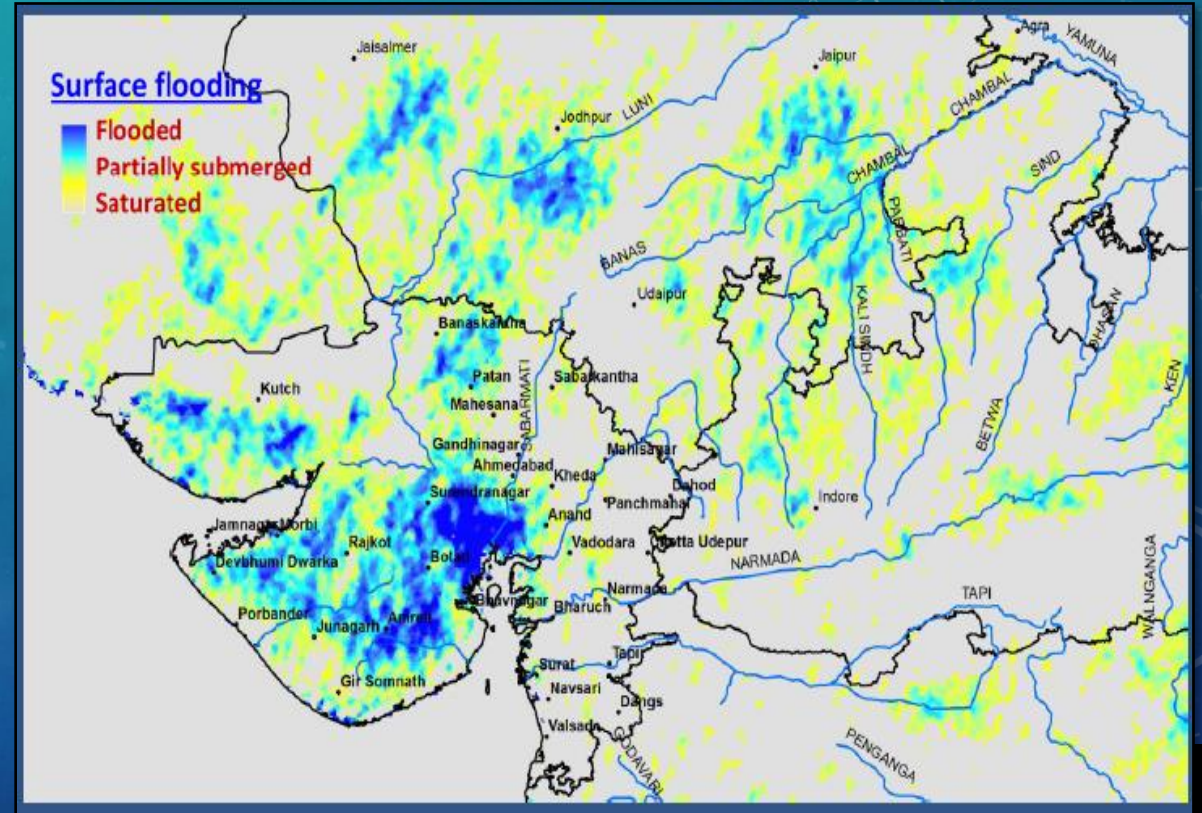 Surface flooding
Flooded
Partially submerged
Saturated
Jaisalmer
Jaipur
Agra
YAMUNA
Jodhpur
LUNI
CHAMBAL
CHAMBAL
SIND
PARBATI
BANAS
Udaipur
KALI SINDH
DHASAN
KEN
BETWA
Banaskantha
Patan
Sabarkantha
SABARMATI
Mahesana
Kutch
Gandhinagar
Ahmedabad
Mahisagar
Kheda
Dahod
Surendranagar
Panchmahal
Indore
Anand
Jamnagar
Morbi
Rajkot
Vadodara
Chotta Udepur
Devbhumi Dwarka
Botad
NARMADA
Narmada
Bhavnagar
Bharuch
Porbander
Junagarh
Amreli
TAPI
WAINGANGA
Gir Somnath
Surat
Tapi
Navsari
Dangs
Valsada
GODAVARI
PENGANGA